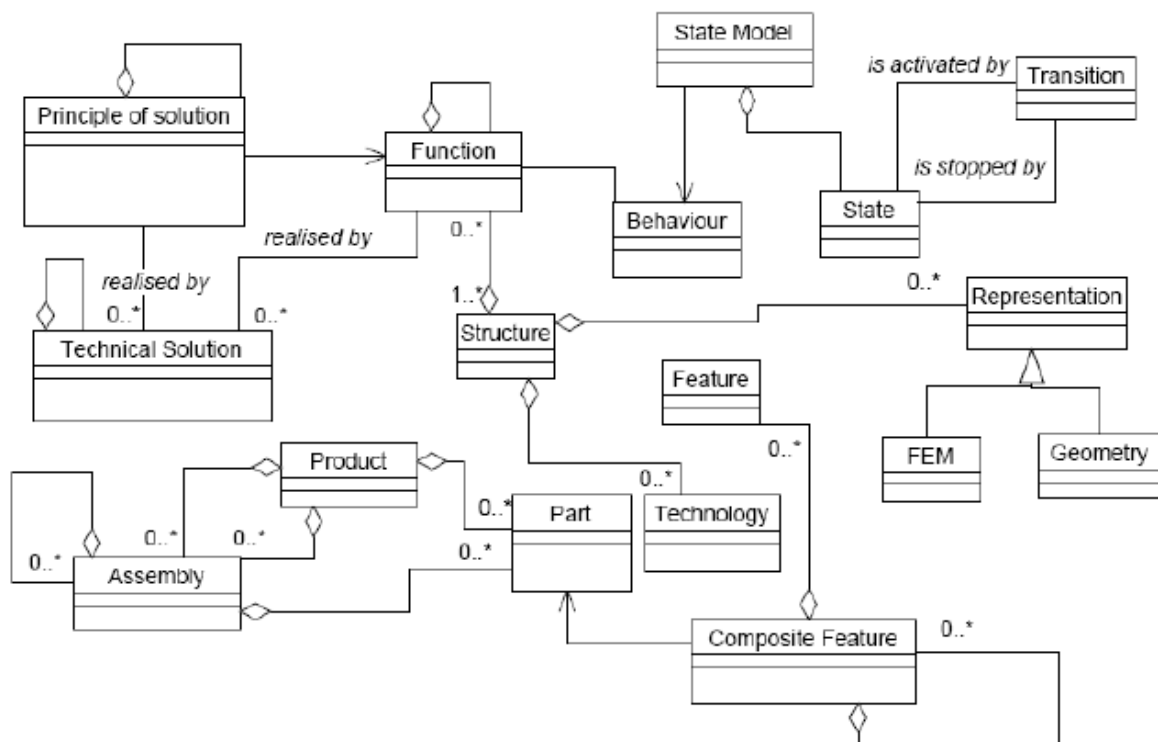 State Model
is activated by
Transition
Principle of solution
Function
is stopped by
State
Behaviour
realised by
0..*
realised by
0..*
Representation
0..*
0..*
1..*
Technical Solution
Structure
Feature
FEM
Geometry
0..*
Product
0..*
0..*
Part
Technology
0..*
0..*
0..*
0..*
Assembly
Composite Feature
0..*